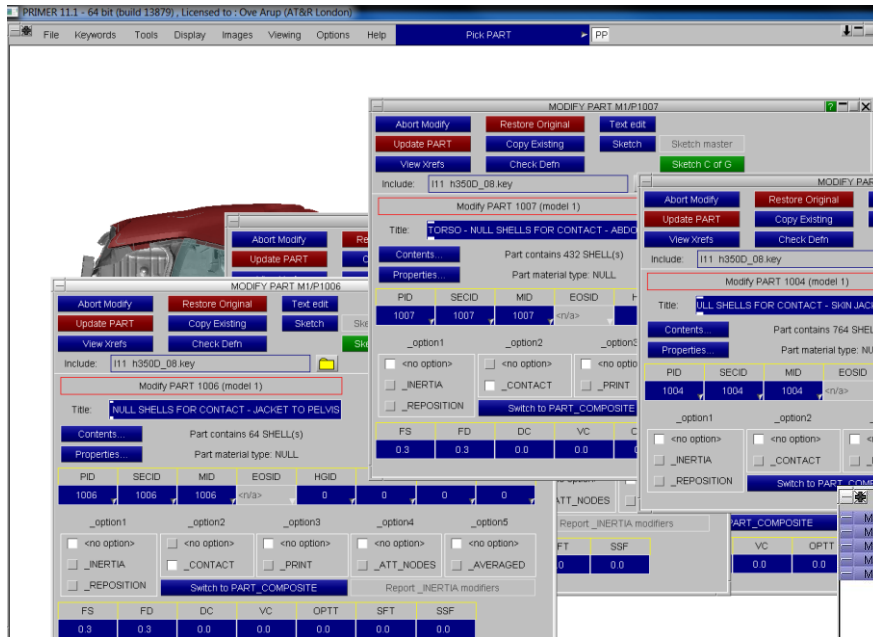 PRIMER 11.1 - 64 bit (build 13879) , Licensed to : Ove Arup (AT&R London)
File Keywords Tools Display Images Viewing Options Help Pick PART PP
MODIFY PART M1/P1007
Abort Modify Restore Original Text edit
Update PART Copy Existing Sketch Sketch master
View Xrefs Check Defn Sketch C of G
Include: I11 h350D_08.key
Modify PART 1007 (model 1)
Title: TORSO - NULL SHELLS FOR CONTACT - ABDO
Contents... Part contains 432 SHELL(s)
Properties... Part material type: NULL
PID SECID MID EOSID H
1007 1007 1007 <n/a>
_option1 _option2 _option3
<no option> <no option> <no optio
_INERTIA _CONTACT _PRINT
_REPOSITION Switch to PART_COMPOSITE
FS FD DC VC
0.3 0.3 0.0 0.0
MODIFY PAR
Abort Modify Restore Original
Update PART Copy Existing
View Xrefs Check Defn
Include: I11 h350D_08.key
Modify PART 1004 (model 1)
Title: ULL SHELLS FOR CONTACT - SKIN JACK
Contents... Part contains 764 SHEL
Properties... Part material type: NU
PID SECID MID EOSID
1004 1004 1004 <n/a>
_option1 _option2
<no option> <no option>
_INERTIA _CONTACT
_REPOSITION Switch to PART_COM
Abort Modify Re
Update PART C
MODIFY PART M1/P1006
Abort Modify Restore Original Text edit
Update PART Copy Existing Sketch Ske
View Xrefs Check Defn Ske
Include: I11 h350D_08.key
Modify PART 1006 (model 1)
Title: NULL SHELLS FOR CONTACT - JACKET TO PELVIS
Contents... Part contains 64 SHELL(s)
Properties... Part material type: NULL
PID SECID MID EOSID HGID
1006 1006 1006 <n/a> 0 0 0 0
_option1 _option2 _option3 _option4 _option5
<no option> <no option> <no option> <no option> <no option>
_INERTIA _CONTACT _PRINT _ATT_NODES _AVERAGED
_REPOSITION Switch to PART_COMPOSITE Report _INERTIA modifiers
FS FD DC VC OPTT SFT SSF
0.3 0.3 0.0 0.0 0.0 0.0 0.0
ATT_NODES
Report _INERTIA modifiers
FT SSF
.0 0.0
PART_COMPOSITE
VC OPTT
0.0 0.0
M
M
M
M
M